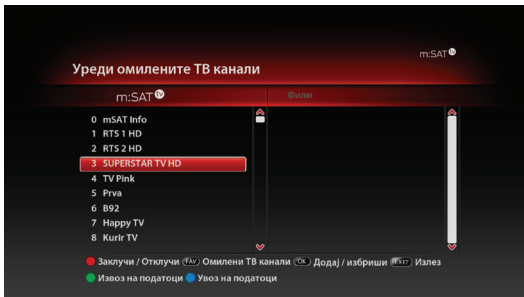 m:SAT tv
Уреди омилените ТВ канали
m:SAT tv Филм
0 mSAT Info
1 RTS 1 HD
2 RTS 2 HD
3 SUPERSTAR TV HD
4 TV Pink
5 Prva
6 B92
7 Happy TV
8 Kurir TV
Заклучи / Отклучи FAV Омилени ТВ канали OK Додај / избриши EXIT Излез
Извоз на податоци Увоз на податоци